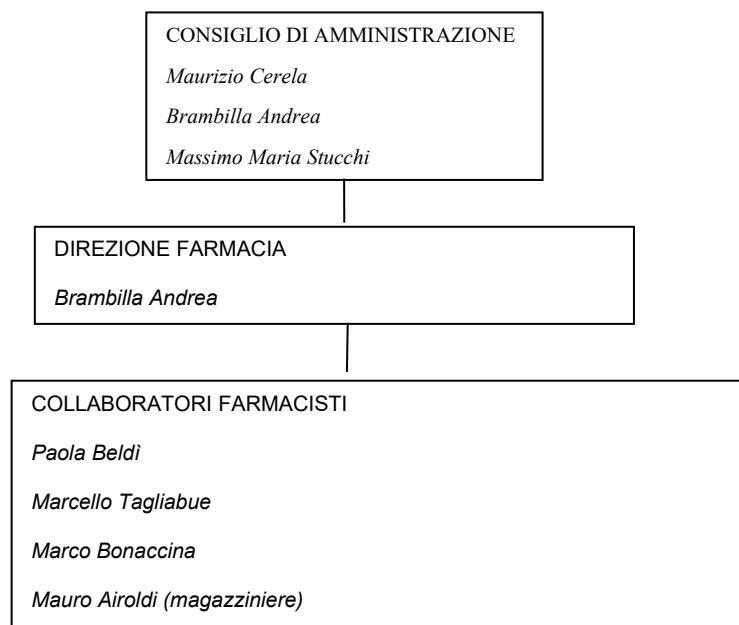 CONSIGLIO DI AMMINISTRAZIONE
Maurizio Cerela
Brambilla Andrea
Massimo Maria Stucchi
DIREZIONE FARMACIA
Brambilla Andrea
COLLABORATORI FARMACISTI
Paola Beldì
Marcello Tagliabue
Marco Bonaccina
Mauro Airoldi (magazziniere)